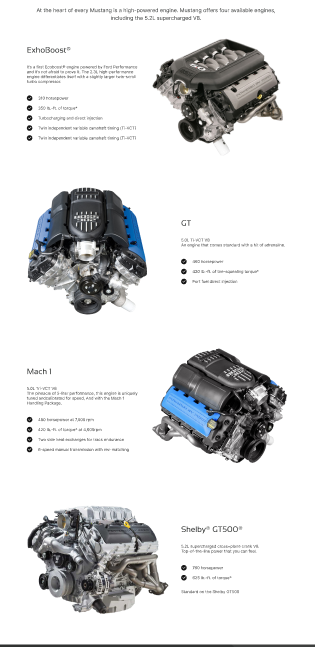 At the heart of every Mustang is a high-powered engine. Mustang offers four available engines,
including the 5.2L supercharged V8.
ExhoBoost®
It's a first EcoBoost® engine powered by Ford Performance
and it's not afraid to prove it. The 2.3L high performance
engine differentiates itself with a slightly larger twin-scroll
turbo compressor.
310 horsepower
350 lb.-ft. of torque*
Turbocharging and direct injection
Twin independent variable camshaft timing (Ti-VCT)
Twin independent variable camshaft timing (Ti-VCT)
GT
5.0L Ti-VCT V8
An engine that comes standard with a hit of adrenaline.
460 horsepower
420 lb.-ft. of tire-squealing torque*
Port fuel direct injection
Mach 1
5.0L Ti-VCT V8
The pinnacle of 5-liter performance, this engine is uniquely
tuned and calibrated for speed. And with the Mach 1
Handling Package.
480 horsepower at 7,500 rpm
420 lb.-ft. of torque* at 4,600 rpm
Two side heat exchanges for track endurance
6-speed manual transmission with rev matching
Shelby® GT500®
5.2L supercharged cross-plane crank V8.
Top-of-the-line power that you can feel.
760 horsepower
625 lb.-ft. of torque*
Standard on the Shelby GT500